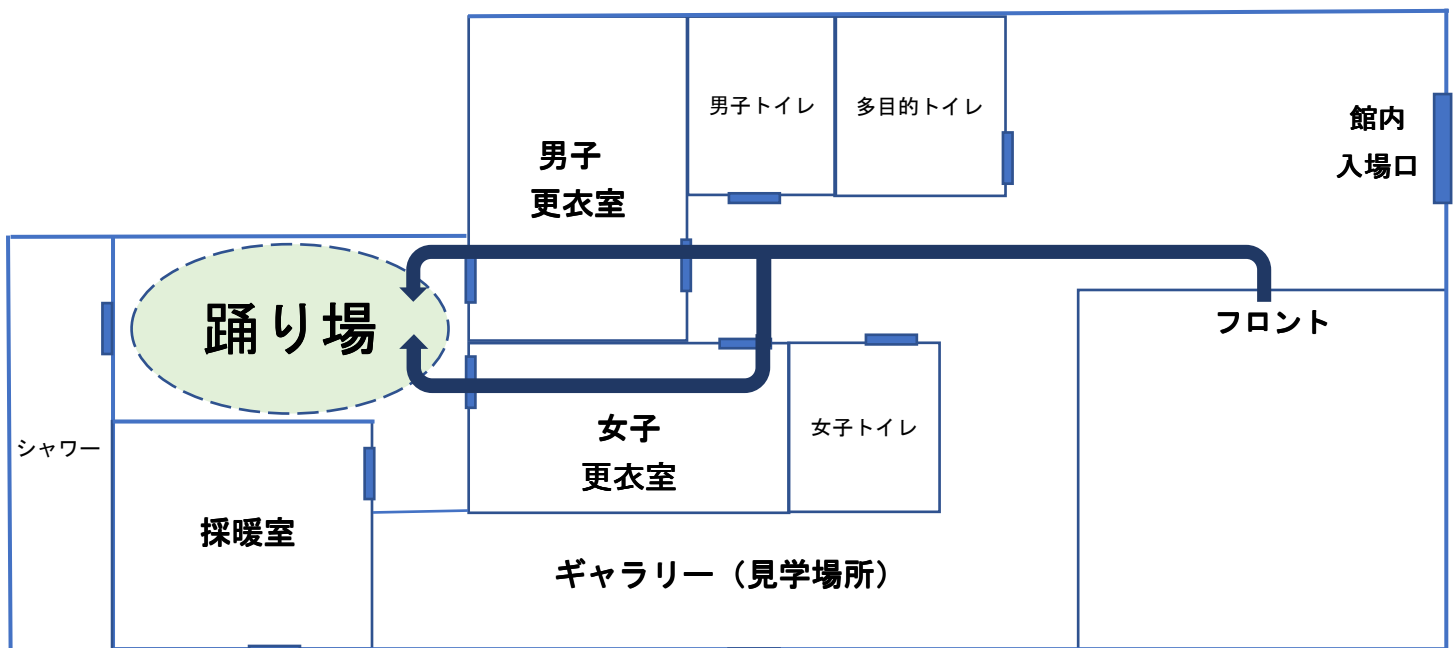 男子トイレ
多目的トイレ
館内
入場口
男子
更衣室
踊り場
フロント
シャワー
女子
更衣室
女子トイレ
採暖室
ギャラリー（見学場所）